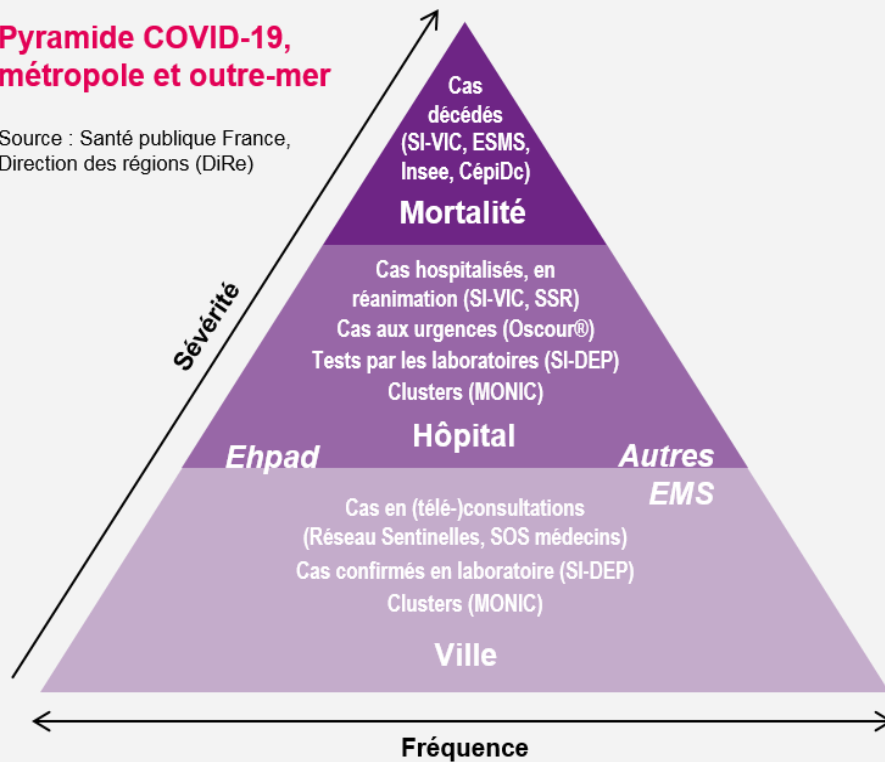 Pyramide COVID-19,
métropole et outre-mer
Source : Santé publique France,
Direction des régions (DiRe)
Sévérité
Cas
décédés
(SI-VIC, ESMS,
Insee, CépiDc)
Mortalité
Cas hospitalisés, en
réanimation (SI-VIC, SSR)
Cas aux urgences (Oscour®)
Tests par les laboratoires (SI-DEP)
Clusters (MONIC)
Hôpital
Ehpad
Autres
EMS
Cas en (télé-)consultations
(Réseau Sentinelles, SOS médecins)
Cas confirmés en laboratoire (SI-DEP)
Clusters (MONIC)
Ville
Fréquence